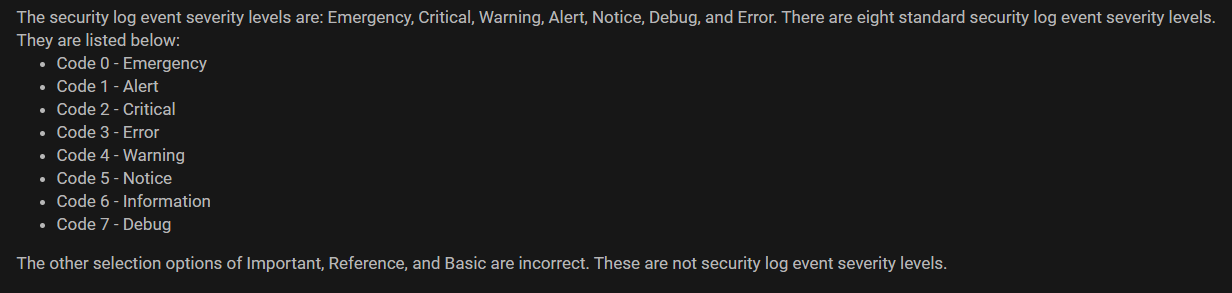 The security log event severity levels are: Emergency, Critical, Warning, Alert, Notice, Debug, and Error. There are eight standard security log event severity levels.
They are listed below:
• Code 0 - Emergency
• Code 1 - Alert
• Code 2 - Critical
• Code 3 - Error
• Code 4 - Warning
• Code 5 - Notice
• Code 6 - Information
• Code 7 - Debug
The other selection options of Important, Reference, and Basic are incorrect. These are not security log event severity levels.